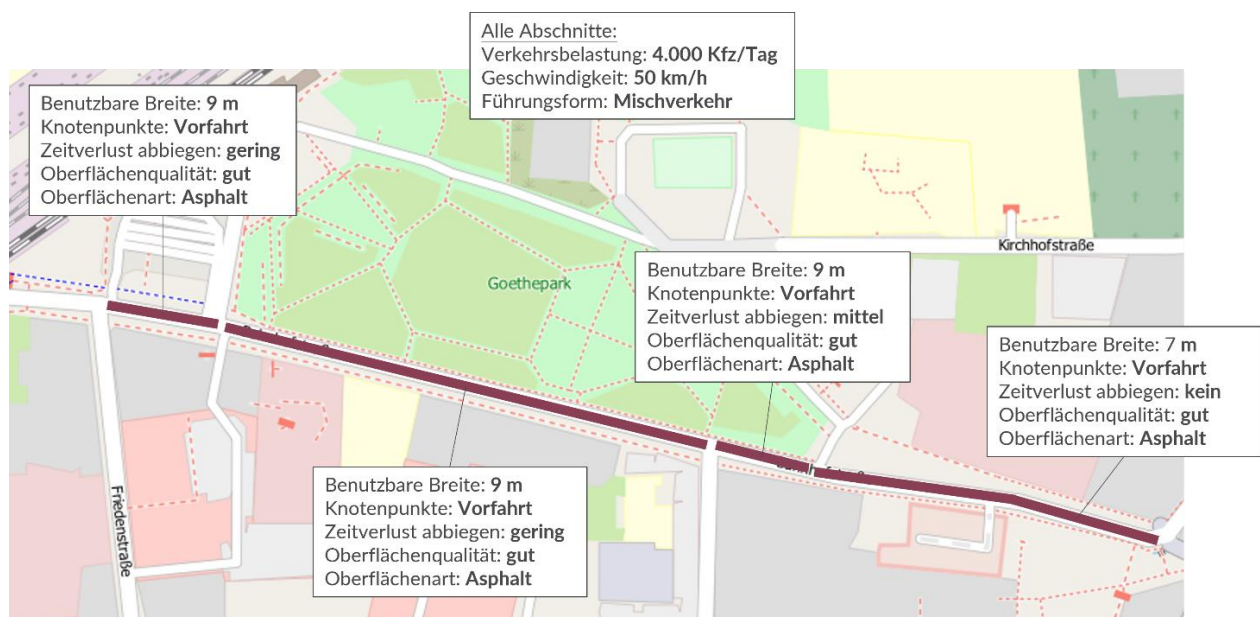 Alle Abschnitte:
Verkehrsbelastung: 4.000 Kfz/Tag
Geschwindigkeit: 50 km/h
Führungsform: Mischverkehr
Benutzbare Breite: 9 m
Knotenpunkte: Vorfahrt
Zeitverlust abbiegen: gering
Oberflächenqualität: gut
Oberflächenart: Asphalt
Kirchhofstraße
Goethepark
Benutzbare Breite: 9 m
Knotenpunkte: Vorfahrt
Zeitverlust abbiegen: mittel
Oberflächenqualität: gut
Oberflächenart: Asphalt
Benutzbare Breite: 7 m
Knotenpunkte: Vorfahrt
Zeitverlust abbiegen: kein
Oberflächenqualität: gut
Oberflächenart: Asphalt
Benutzbare Breite: 9 m
Knotenpunkte: Vorfahrt
Zeitverlust abbiegen: gering
Oberflächenqualität: gut
Oberflächenart: Asphalt
Friedenstraße